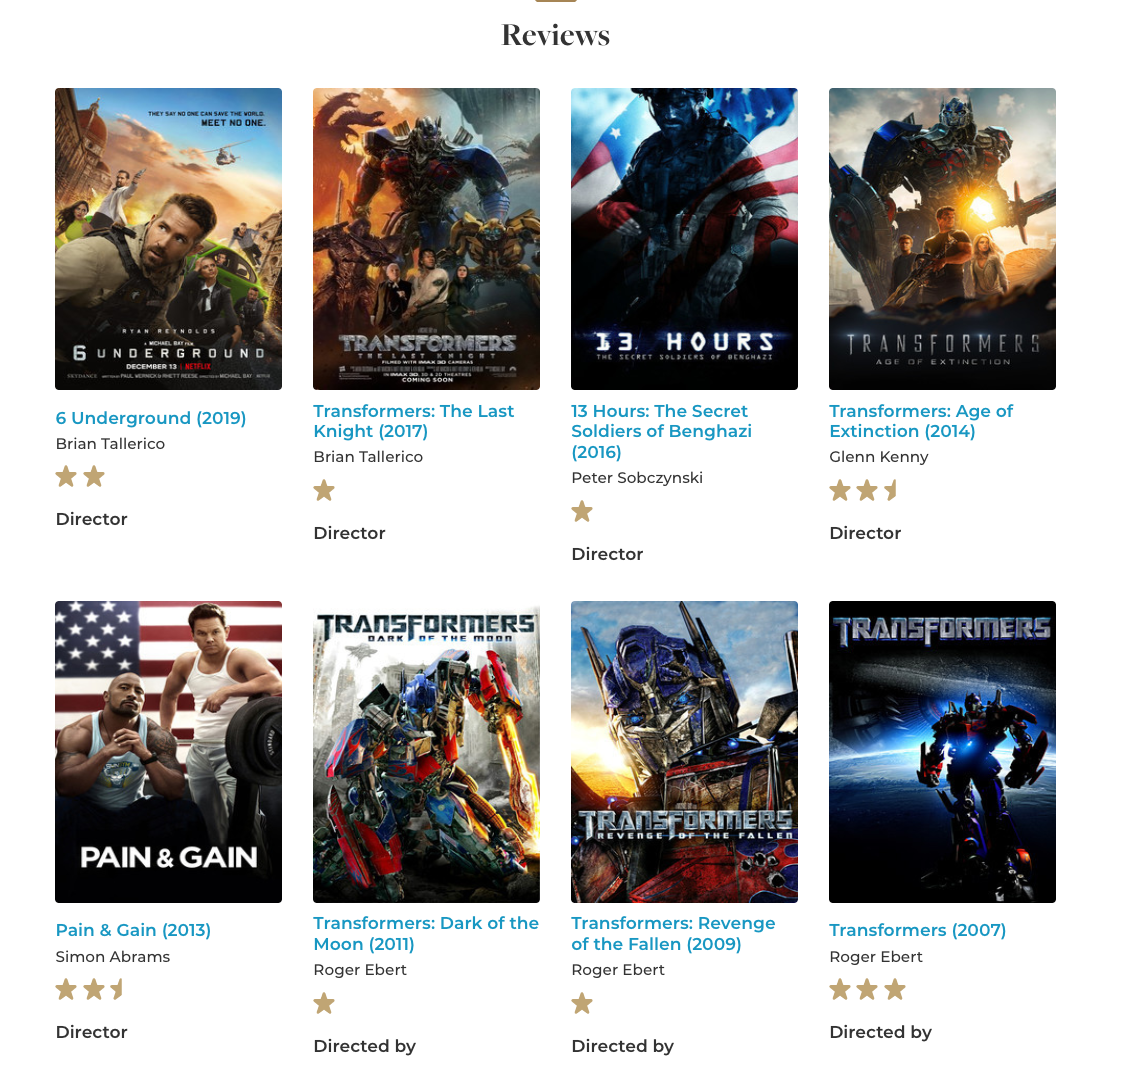 Reviews
THEY SAY NO ONE CAN SAVE THE WORLD.
MEET NO ONE.
RYAN REYNOLDS
A MICHAEL BAY FILM
6 UNDERGROUND
DECEMBER 13 NETFLIX
TRANSFORMERS
THE LAST KNIGHT
FILMED WITH IMAX 3D CAMERAS
IN IMAX 3D, 3D & 2D THEATRES
COMING SOON
13 HOURS
THE SECRET SOLDIERS OF BENGHAZI
TRANSFORMERS
AGE OF EXTINCTION
6 Underground (2019)
Brian Tallerico
Director
Transformers: The Last
Knight (2017)
Brian Tallerico
Director
13 Hours: The Secret
Soldiers of Benghazi
(2016)
Peter Sobczynski
Director
Transformers: Age of
Extinction (2014)
Glenn Kenny
Director
PAIN & GAIN
TRANSFORMERS
DARK OF THE MOON
TRANSFORMERS
REVENGE OF THE FALLEN
TRANSFORMERS
Pain & Gain (2013)
Simon Abrams
Director
Transformers: Dark of the
Moon (2011)
Roger Ebert
Directed by
Transformers: Revenge
of the Fallen (2009)
Roger Ebert
Directed by
Transformers (2007)
Roger Ebert
Directed by